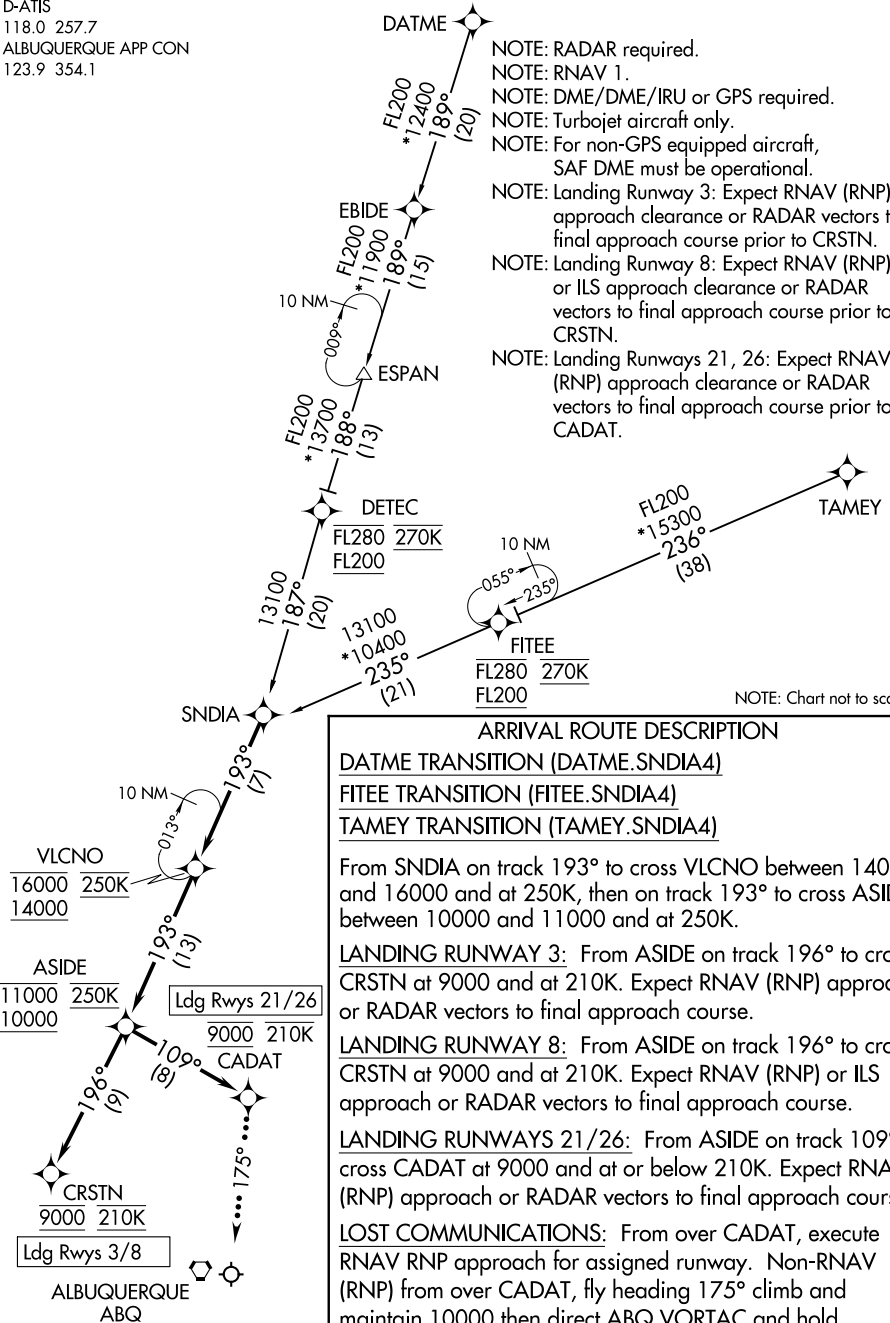 D-ATIS
118.0 257.7
ALBUQUERQUE APP CON
123.9 354.1
DATME
NOTE: RADAR required.
NOTE: RNAV 1.
NOTE: DME/DME/IRU or GPS required.
NOTE: Turbojet aircraft only.
NOTE: For non-GPS equipped aircraft,
SAF DME must be operational.
NOTE: Landing Runway 3: Expect RNAV (RNP)
approach clearance or RADAR vectors
final approach course prior to CRSTN.
NOTE: Landing Runway 8: Expect RNAV (RNP)
or ILS approach clearance or RADAR
vectors to final approach course prior to
CRSTN.
NOTE: Landing Runways 21, 26: Expect RNAV
(RNP) approach clearance or RADAR
vectors to final approach course prior to
CADAT.
FL200
*12400
189°
(20)
EBIDE
FL200
*11900
189°
(15)
10 NM
009°
ESPAN
FL200
*13700
188°
(13)
DETEC
FL280 270K
FL200
TAMEY
FL200
*15300
236°
(38)
10 NM
055°
235°
FITEE
FL280 270K
FL200
13100
187°
(20)
13100
*10400
235°
(21)
NOTE: Chart not to
SNDIA
193°
(7)
10 NM
013°
VLCNO
16000 250K
14000
193°
(13)
ASIDE
11000 250K
10000
Ldg Rwys 21/26
9000 210K
CADAT
109°
(8)
196°
(9)
175°
CRSTN
9000 210K
Ldg Rwys 3/8
ALBUQUERQUE
ABQ
ARRIVAL ROUTE DESCRIPTION
DATME TRANSITION (DATME.SNDIA4)
FITEE TRANSITION (FITEE.SNDIA4)
TAMEY TRANSITION (TAMEY.SNDIA4)
From SNDIA on track 193° to cross VLCNO between
and 16000 and at 250K, then on track 193° to cross
between 10000 and 11000 and at 250K.
LANDING RUNWAY 3: From ASIDE on track 196° to
CRSTN at 9000 and at 210K. Expect RNAV (RNP)
or RADAR vectors to final approach course.
LANDING RUNWAY 8: From ASIDE on track 196° to
CRSTN at 9000 and at 210K. Expect RNAV (RNP) or ILS
approach or RADAR vectors to final approach course.
LANDING RUNWAYS 21/26: From ASIDE on track 109°
cross CADAT at 9000 and at or below 210K. Expect
(RNP) approach or RADAR vectors to final approach
LOST COMMUNICATIONS: From over CADAT, execute
RNAV RNP approach for assigned runway. Non-RNAV
(RNP) from over CADAT, fly heading 175° climb and
maintain 10000 then direct ABQ VORTAC and hold